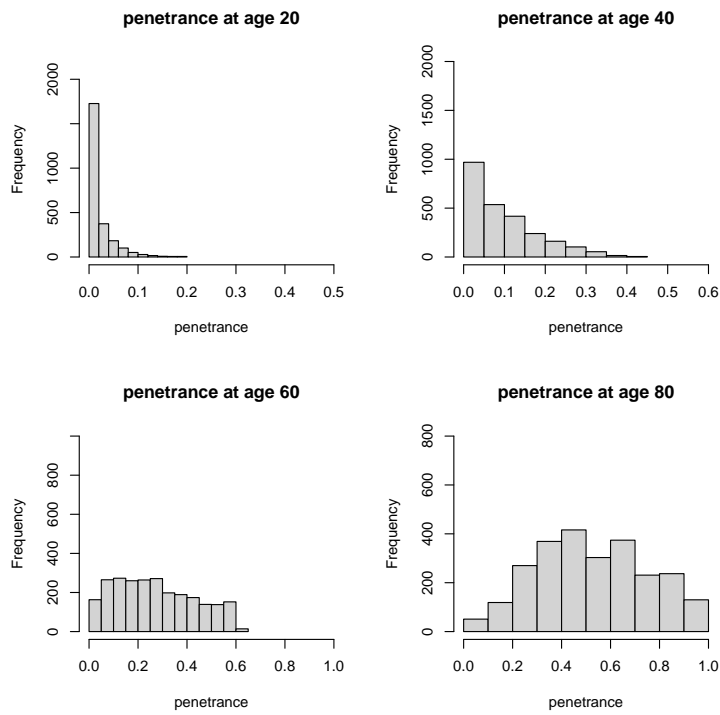 penetrance at age 20
Frequency
0 500 1000 2000
0.0 0.1 0.2 0.3 0.4 0.5
penetrance
penetrance at age 40
Frequency
0 500 1000 1500 2000
0.0 0.1 0.2 0.3 0.4 0.5 0.6
penetrance
penetrance at age 60
Frequency
0 200 400 600 800
0.0 0.2 0.4 0.6 0.8 1.0
penetrance
penetrance at age 80
Frequency
0 200 400 600 800
0.0 0.2 0.4 0.6 0.8 1.0
penetrance